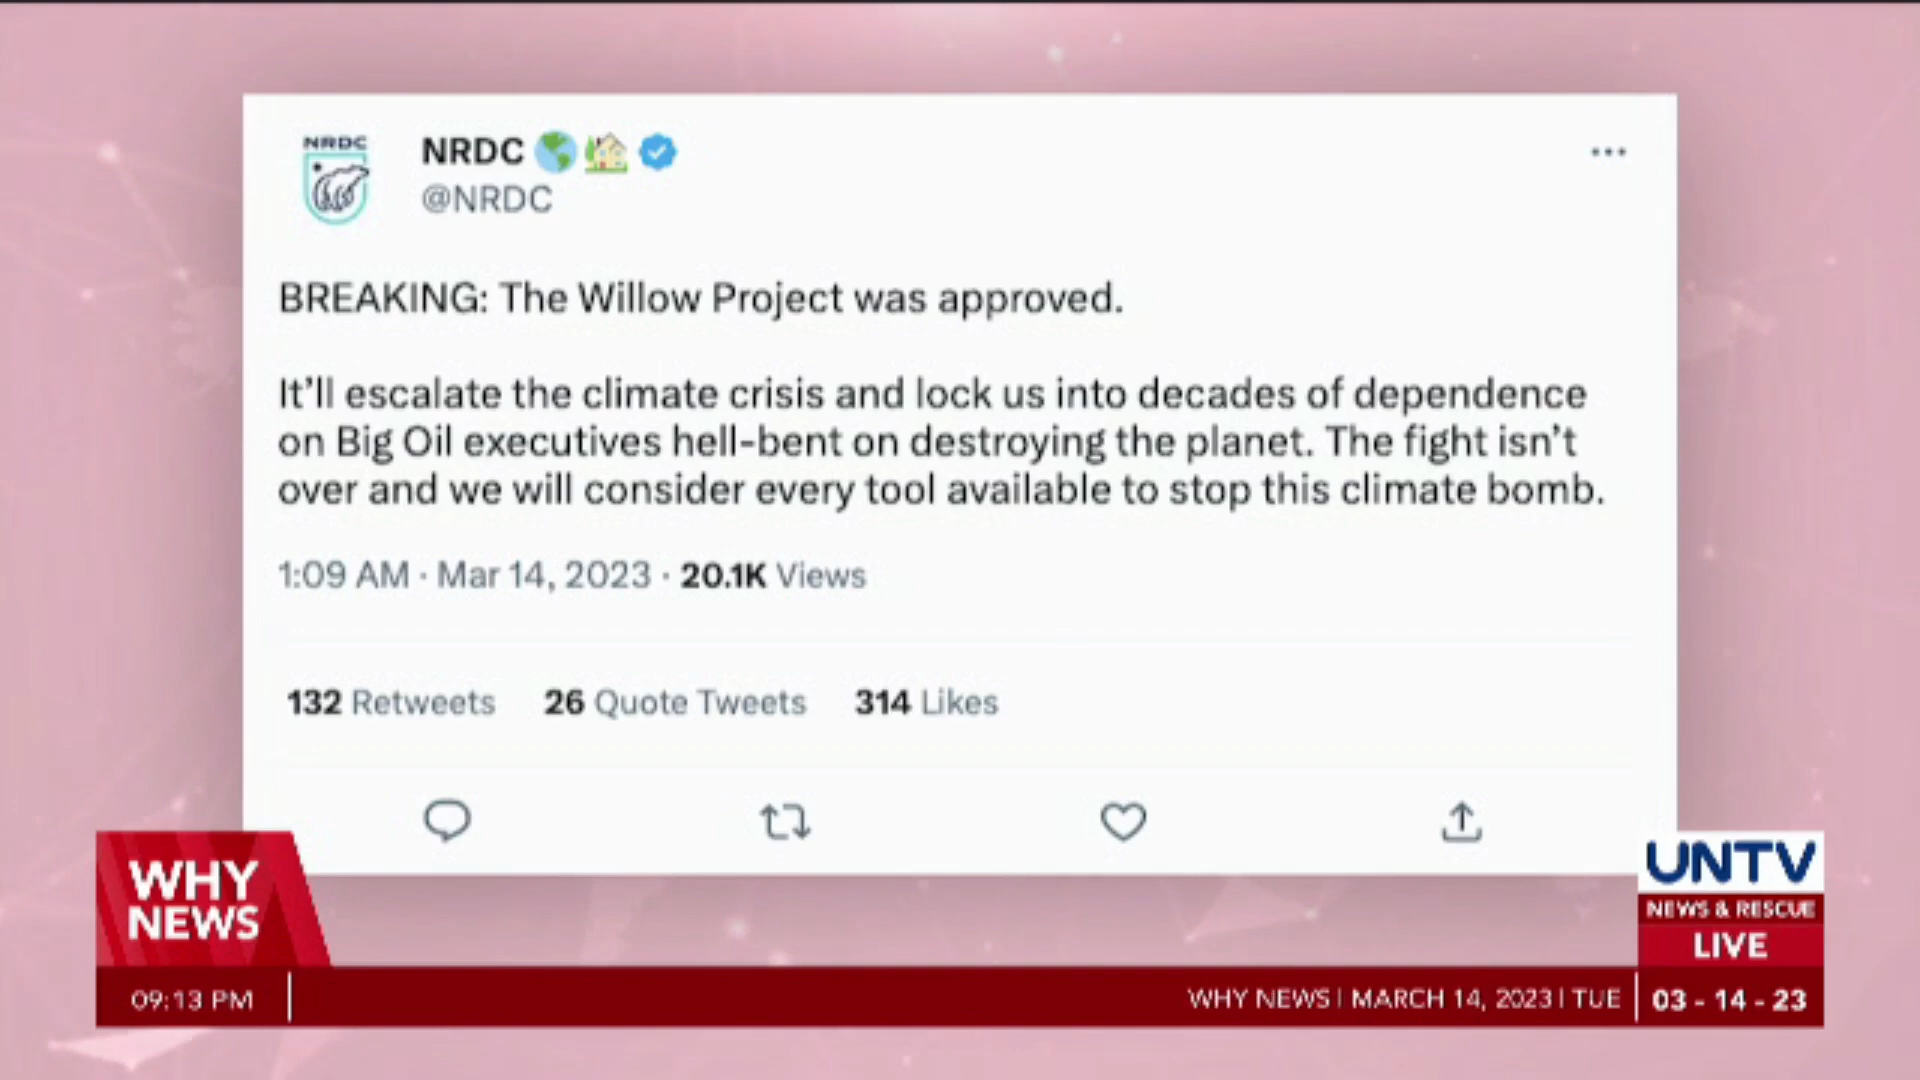 NRDC
NRDC
@NRDC
BREAKING: The Willow Project was approved.
It'll escalate the climate crisis and lock us into decades of dependence
on Big Oil executives hell-bent on destroying the planet. The fight isn't
over and we will consider every tool available to stop this climate bomb.
1:09 AM · Mar 14, 2023 · 20.1K Views
132 Retweets 26 Quote Tweets 314 Likes
WHY
NEWS
UNTV
NEWS & RESCUE
LIVE
09:13 PM
WHY NEWS | MARCH 14, 2023 | TUE
03 - 14 - 23